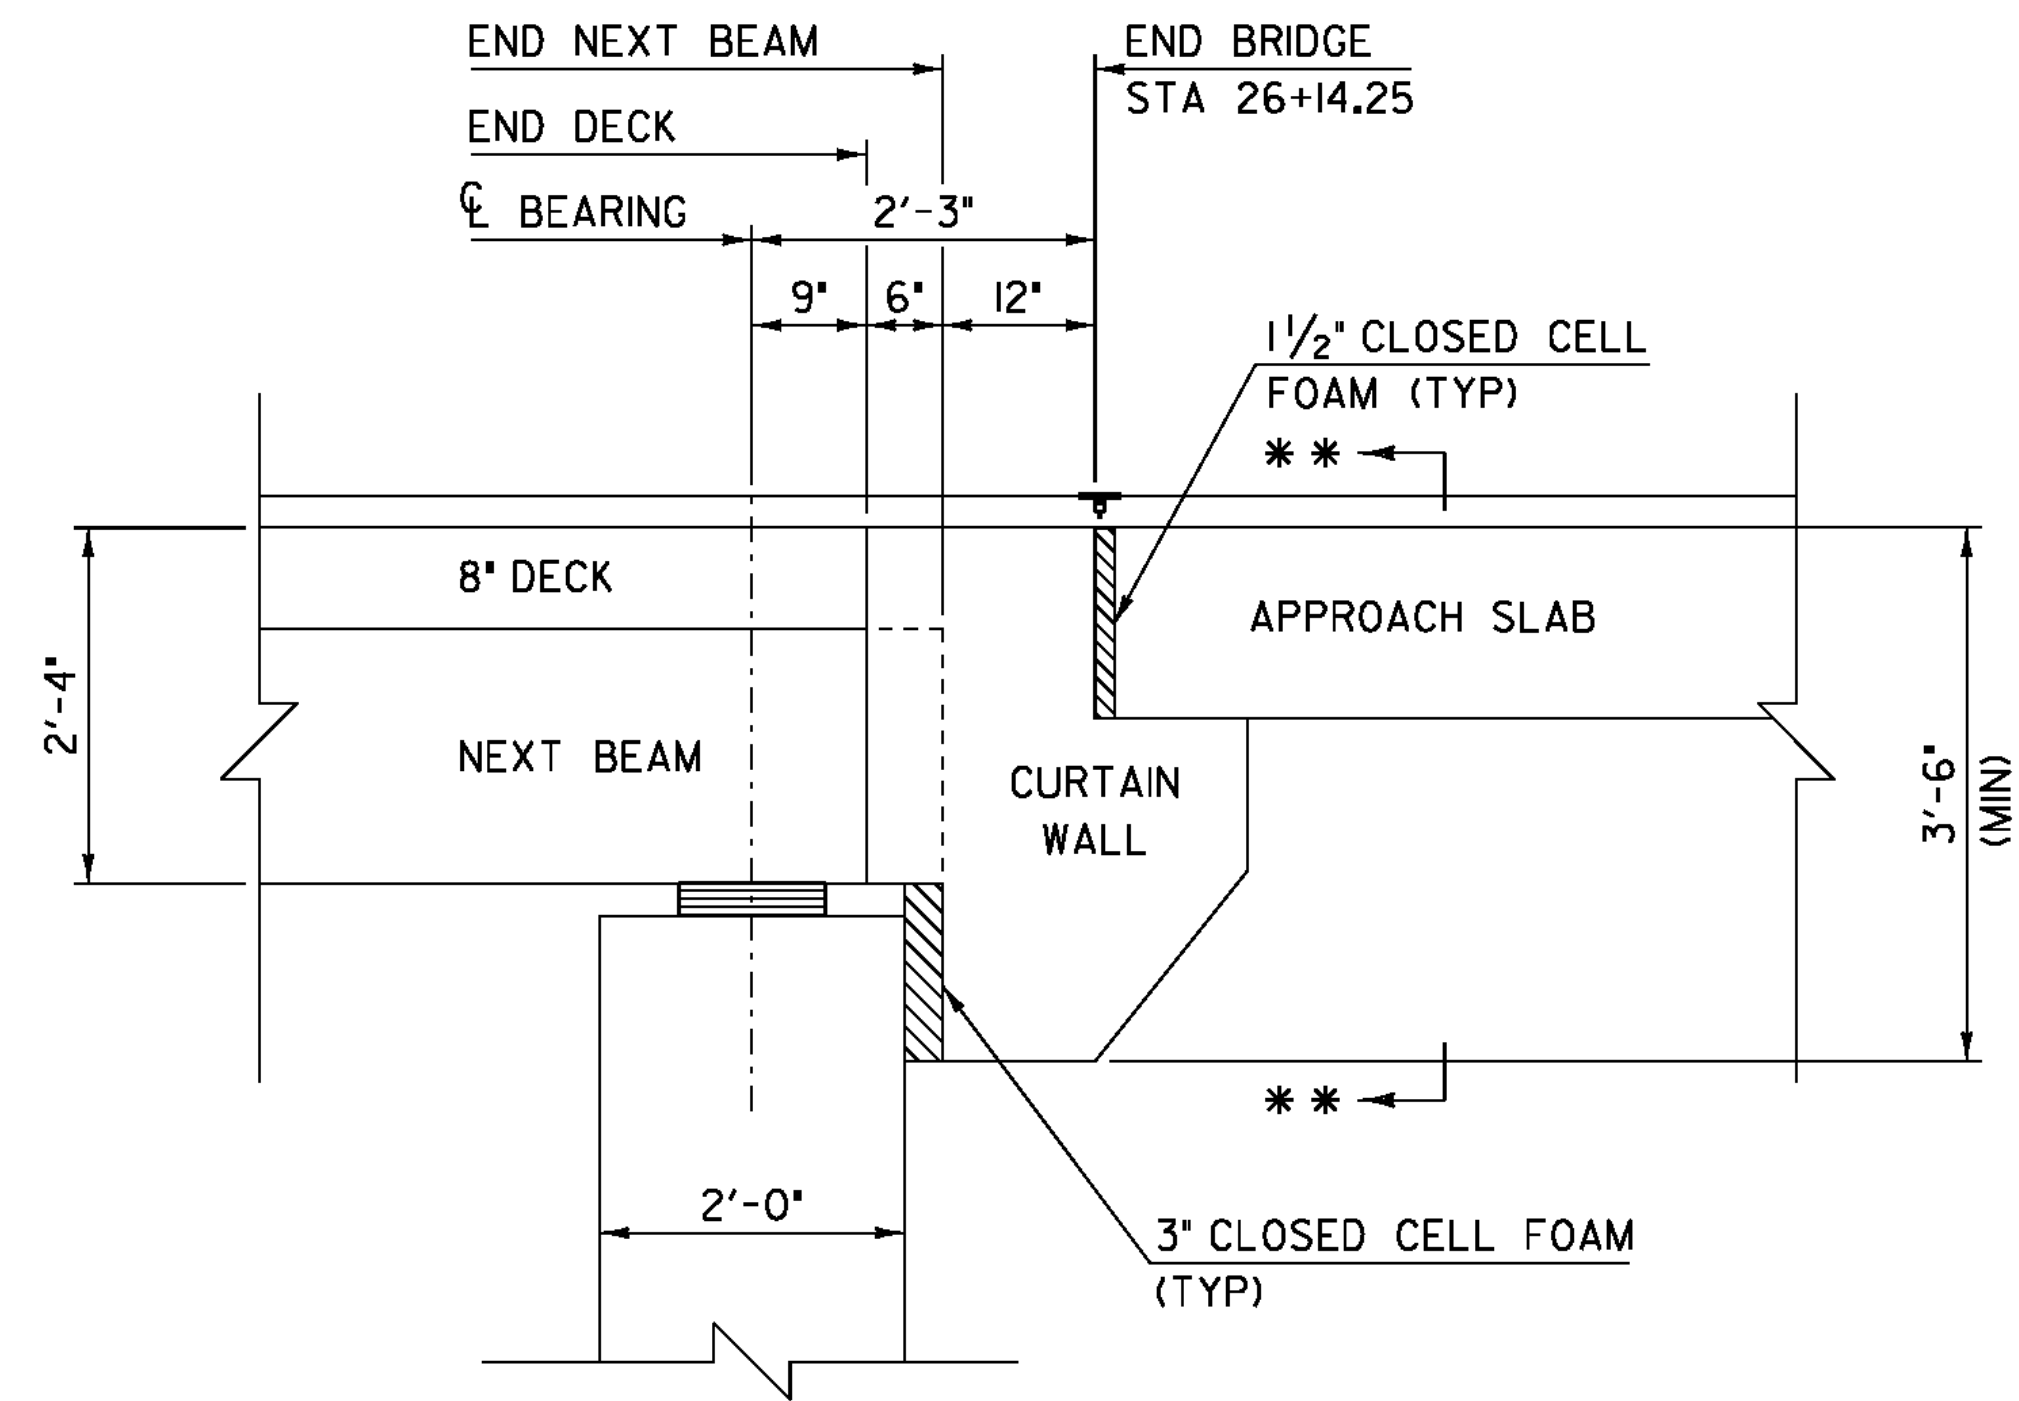 END NEXT BEAM
END BRIDGE
STA 26+14.25
END DECK
℄ BEARING
2'-3"
9"
6"
12"
1 1/2" CLOSED CELL
FOAM (TYP)
**
8" DECK
APPROACH SLAB
2'-4"
NEXT BEAM
CURTAIN
WALL
3'-6"
(MIN)
**
2'-0"
3" CLOSED CELL FOAM
(TYP)